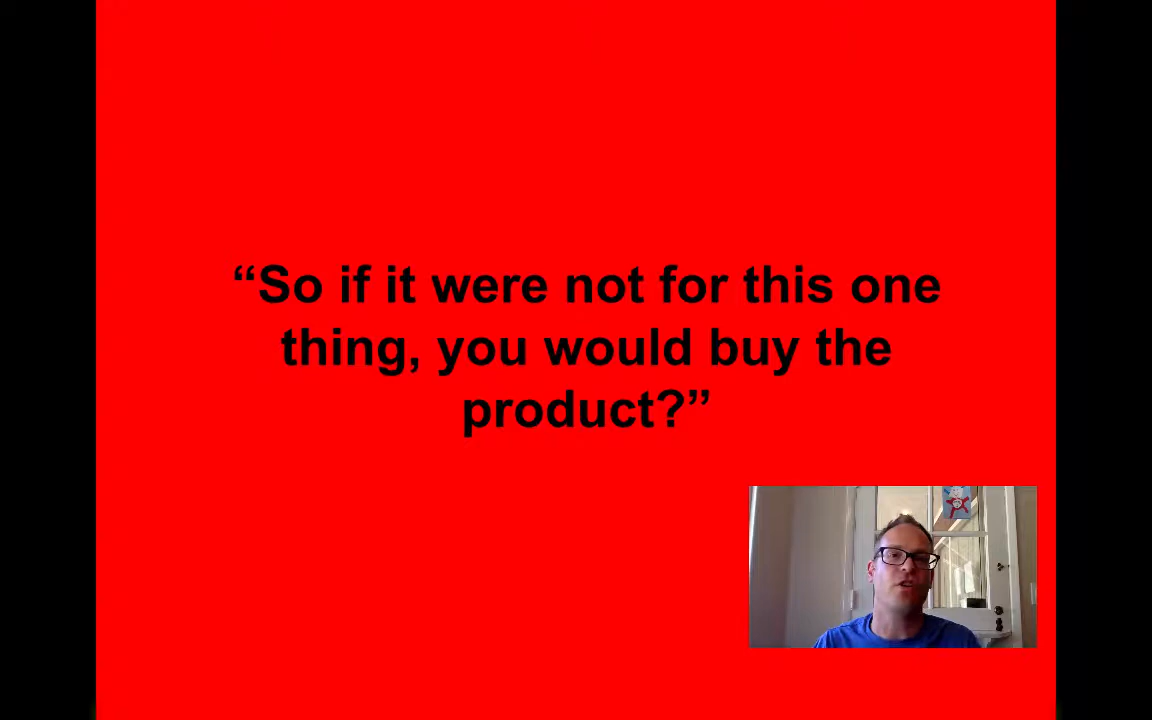 “So if it were not for this one
thing, you would buy the
product?”